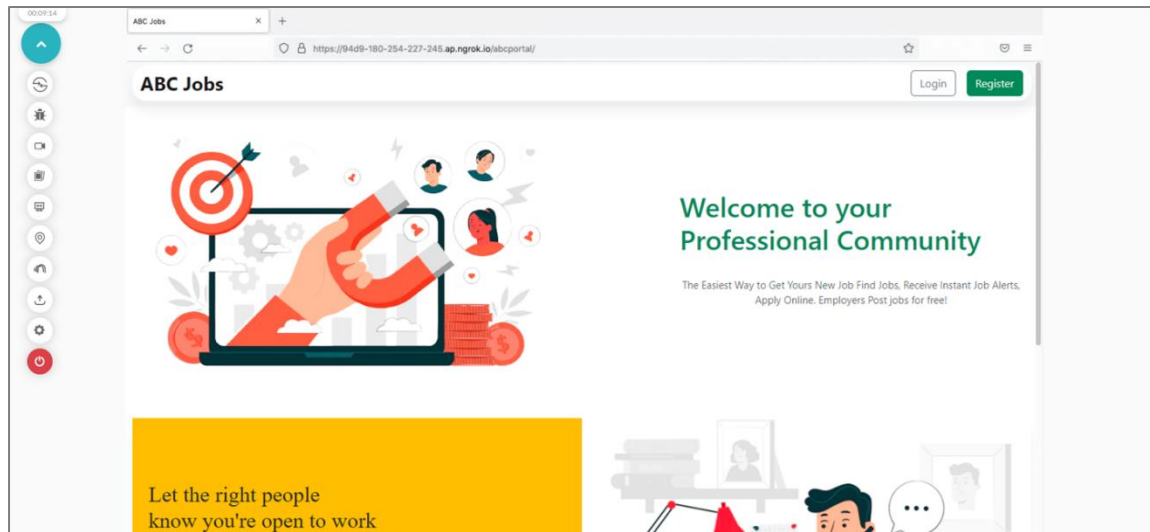 00:09:14
ABC Jobs
https://94d9-180-254-227-245.ap.ngrok.io/abcportal/
ABC Jobs
Login
Register
Welcome to your
Professional Community
The Easiest Way to Get Yours New Job Find Jobs, Receive Instant Job Alerts,
Apply Online. Employers Post jobs for free!
Let the right people
know you're open to work